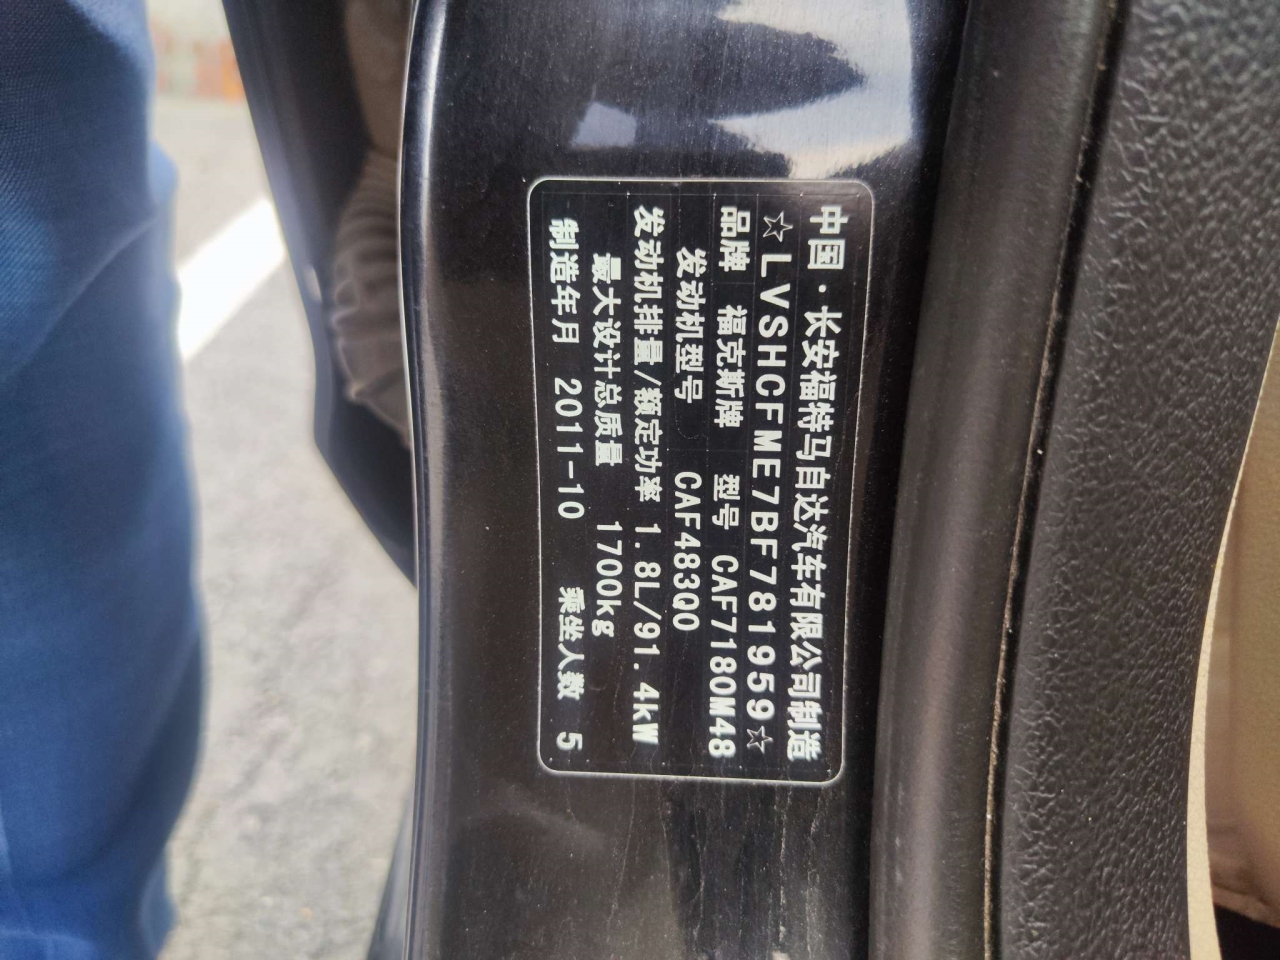 中国·长安福特马自达汽车有限公司制造
☆LVSHCFME7BF781959☆
品牌 福克斯牌 型号 CAF7180M48
发动机型号 CAF483Q0
发动机排量/额定功率 1.8L/91.4kW
最大设计总质量 1700kg
制造年月 2011-10 乘坐人数 5